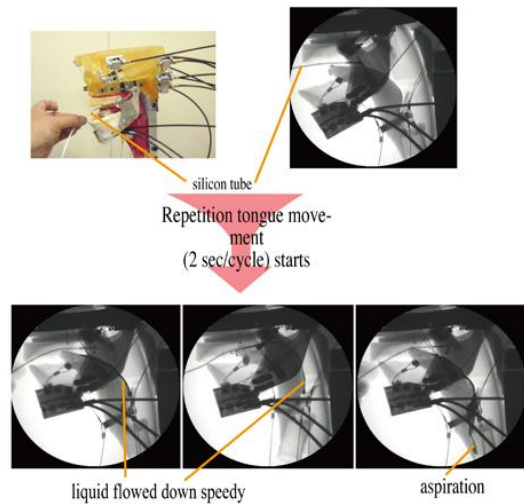 silicon tube
Repetition tongue move-
ment
(2 sec/cycle) starts
liquid flowed down speedy
aspiration